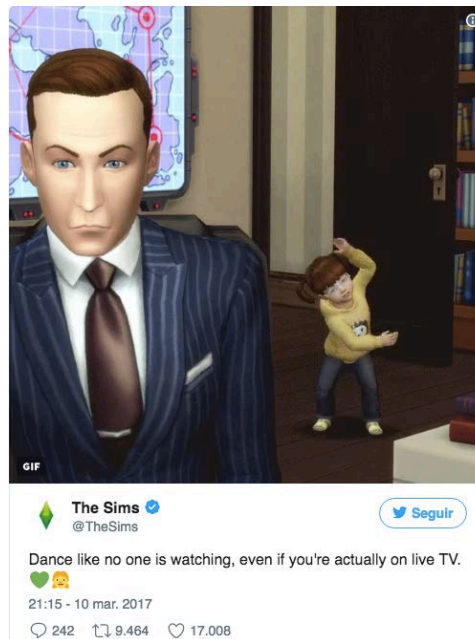 GIF
The Sims
@TheSims
Seguir
Dance like no one is watching, even if you're actually on live TV.
💚👧
21:15 - 10 mar. 2017
242 9.464 17.008